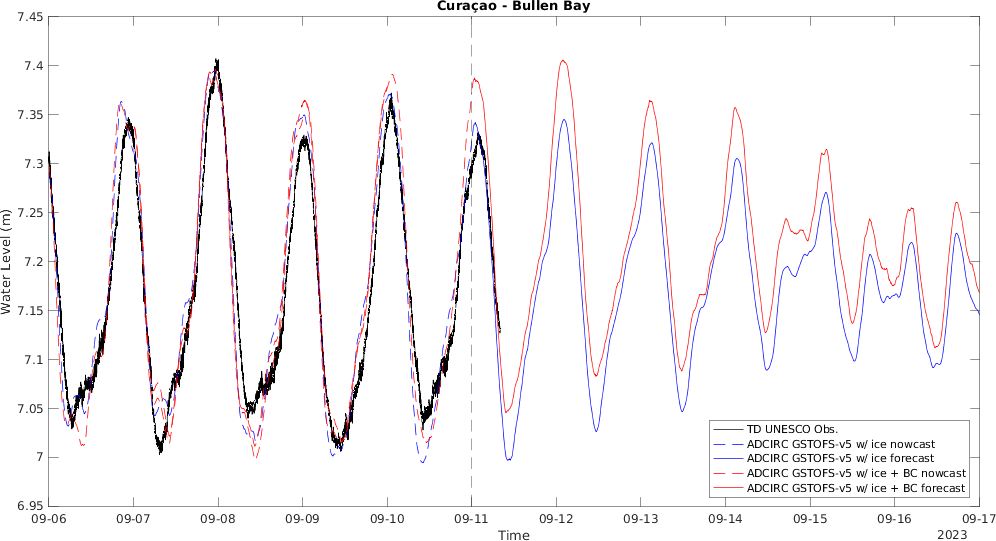 Curaçao - Bullen Bay
7.45
7.4
7.35
7.3
7.25
7.2
7.15
7.1
7.05
7
6.95
Water Level (m)
TD UNESCO Obs.
ADCIRC GSTOFS-v5 w/ ice nowcast
ADCIRC GSTOFS-v5 w/ ice forecast
ADCIRC GSTOFS-v5 w/ ice + BC nowcast
ADCIRC GSTOFS-v5 w/ ice + BC forecast
09-06 09-07 09-08 09-09 09-10 09-11 09-12 09-13 09-14 09-15 09-16 09-17
Time
2023